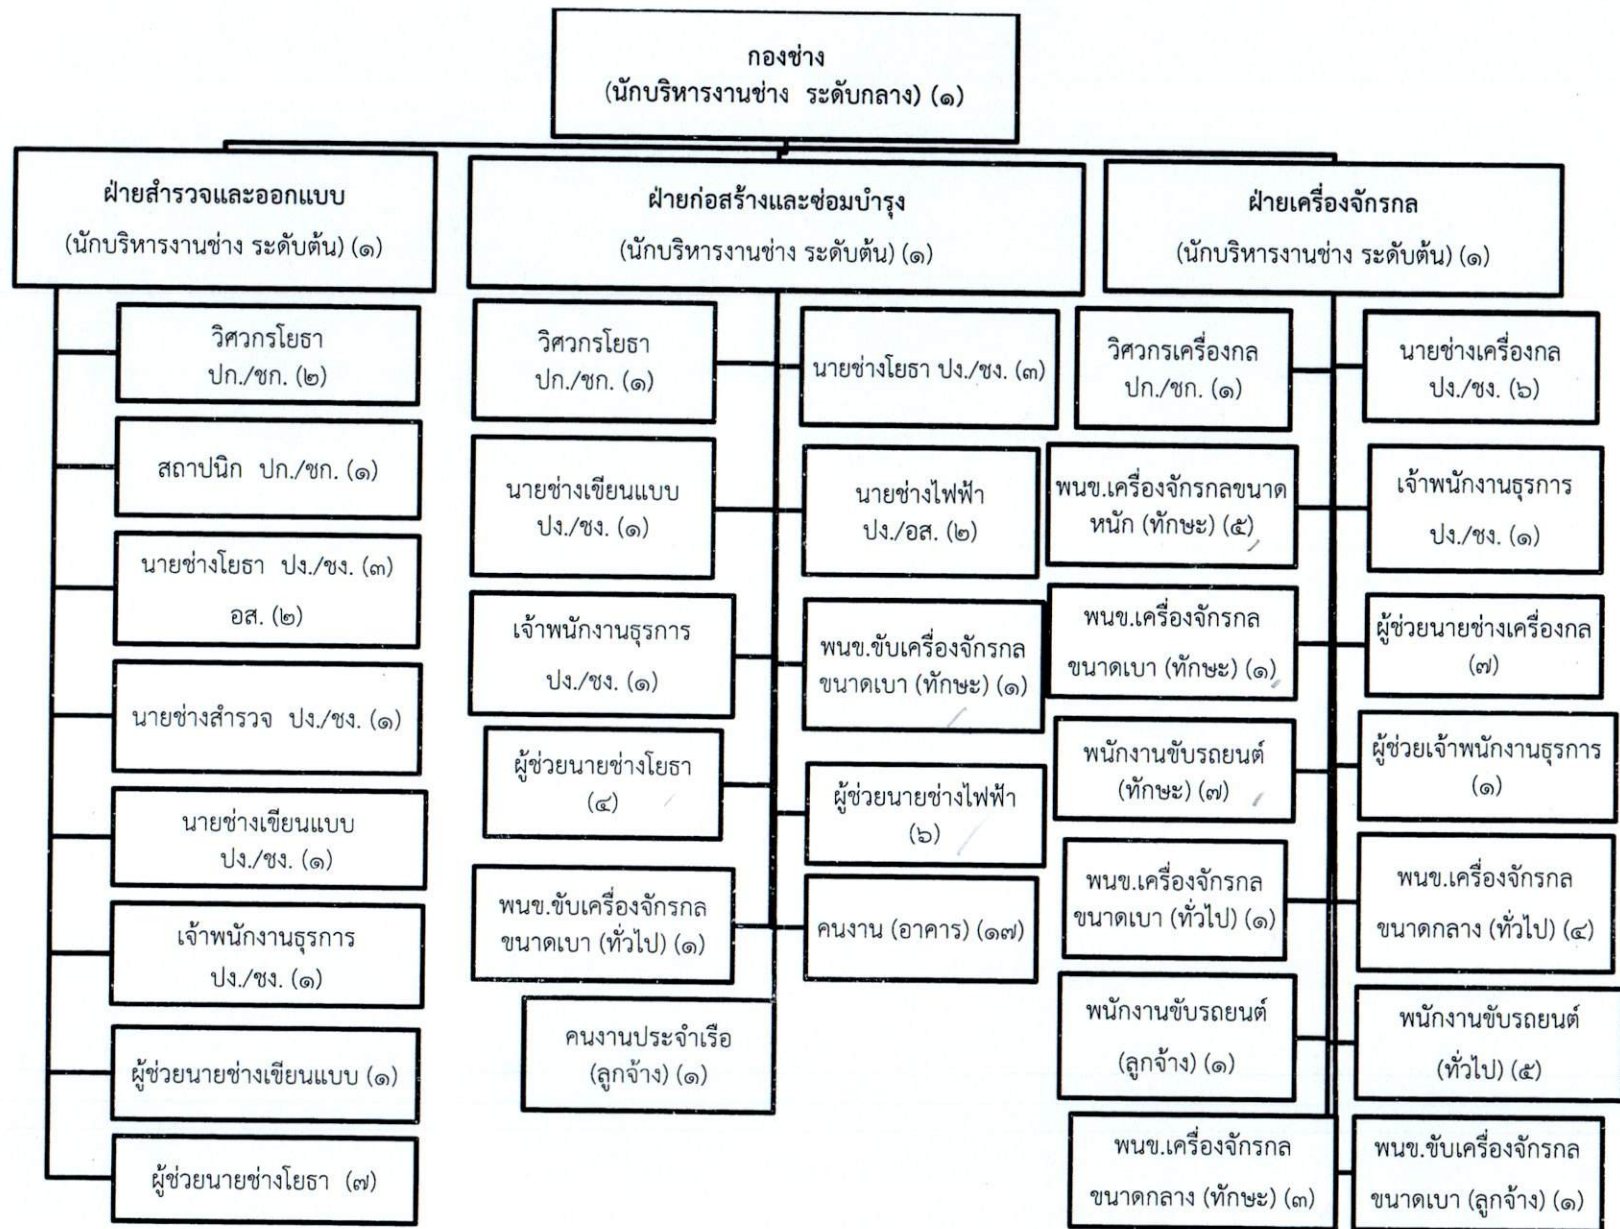 กองช่าง
(นักบริหารงานช่าง ระดับกลาง) (๑)
ฝ่ายสำรวจและออกแบบ
(นักบริหารงานช่าง ระดับต้น) (๑)
วิศวกรโยธา
ปก./ชก. (๒)
สถาปนิก ปก./ชก. (๑)
นายช่างโยธา ปง./ชง. (๓)
อส. (๒)
นายช่างสำรวจ ปง./ชง. (๑)
นายช่างเขียนแบบ
ปง./ชง. (๑)
เจ้าพนักงานธุรการ
ปง./ชง. (๑)
ผู้ช่วยนายช่างเขียนแบบ (๑)
ผู้ช่วยนายช่างโยธา (๗)
ฝ่ายก่อสร้างและซ่อมบำรุง
(นักบริหารงานช่าง ระดับต้น) (๑)
วิศวกรโยธา
ปก./ชก. (๑)
นายช่างโยธา ปง./ชง. (๓)
นายช่างเขียนแบบ
ปง./ชง. (๑)
นายช่างไฟฟ้า
ปง./อส. (๒)
เจ้าพนักงานธุรการ
ปง./ชง. (๑)
พนข.ขับเครื่องจักรกล
ขนาดเบา (ทักษะ) (๑)
ผู้ช่วยนายช่างโยธา
(๔)
ผู้ช่วยนายช่างไฟฟ้า
(๖)
พนข.ขับเครื่องจักรกล
ขนาดเบา (ทั่วไป) (๑)
คนงาน (อาคาร) (๑๗)
คนงานประจำเรือ
(ลูกจ้าง) (๑)
ฝ่ายเครื่องจักรกล
(นักบริหารงานช่าง ระดับต้น) (๑)
วิศวกรเครื่องกล
ปก./ชก. (๑)
นายช่างเครื่องกล
ปง./ชง. (๖)
พนข.เครื่องจักรกลขนาด
หนัก (ทักษะ) (๕)
เจ้าพนักงานธุรการ
ปง./ชง. (๑)
พนข.เครื่องจักรกล
ขนาดเบา (ทักษะ) (๑)
ผู้ช่วยนายช่างเครื่องกล
(๗)
พนักงานขับรถยนต์
(ทักษะ) (๗)
ผู้ช่วยเจ้าพนักงานธุรการ
(๑)
พนข.เครื่องจักรกล
ขนาดเบา (ทั่วไป) (๑)
พนข.เครื่องจักรกล
ขนาดกลาง (ทั่วไป) (๔)
พนักงานขับรถยนต์
(ลูกจ้าง) (๑)
พนักงานขับรถยนต์
(ทั่วไป) (๕)
พนข.เครื่องจักรกล
ขนาดกลาง (ทักษะ) (๓)
พนข.ขับเครื่องจักรกล
ขนาดเบา (ลูกจ้าง) (๑)